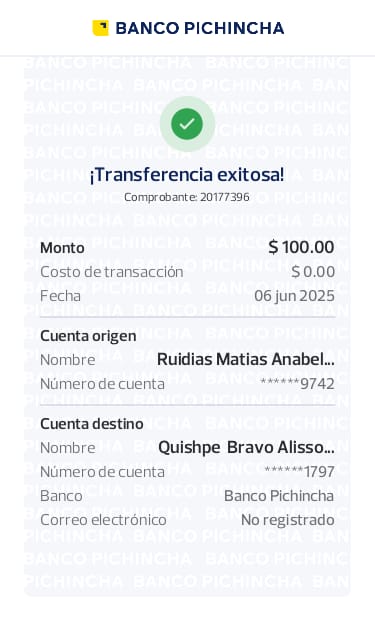 BANCO PICHINCHA
¡Transferencia exitosa!
Comprobante: 20177396
Monto $ 100.00
Costo de transacción $ 0.00
Fecha 06 jun 2025
Cuenta origen
Nombre Ruidias Matias Anabel...
Número de cuenta ******9742
Cuenta destino
Nombre Quishpe Bravo Alisso...
Número de cuenta ******1797
Banco Banco Pichincha
Correo electrónico No registrado